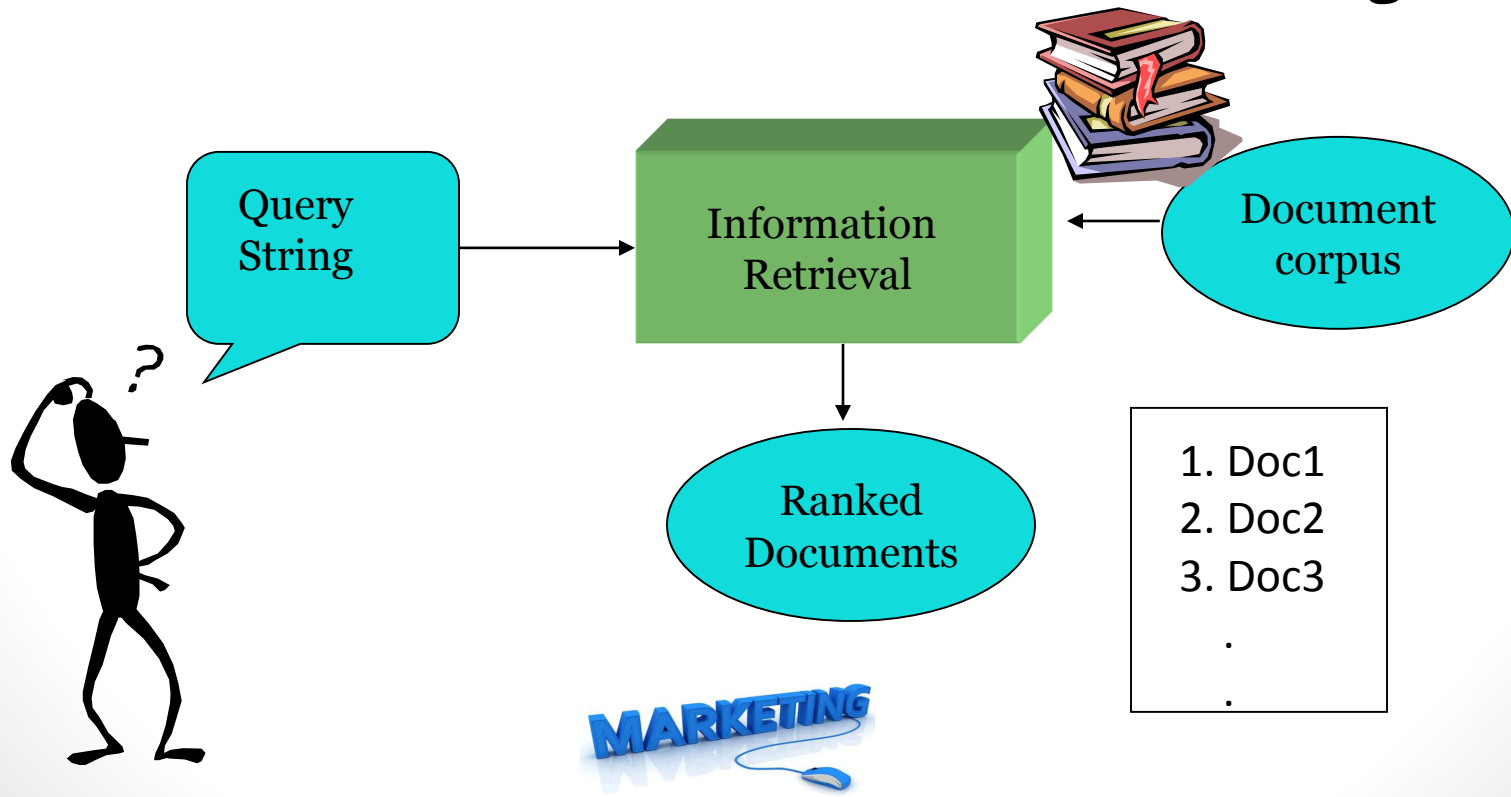 Query
String
Information
Retrieval
Document
corpus
Ranked
Documents
1. Doc1
2. Doc2
3. Doc3
.
.
?
MARKETING